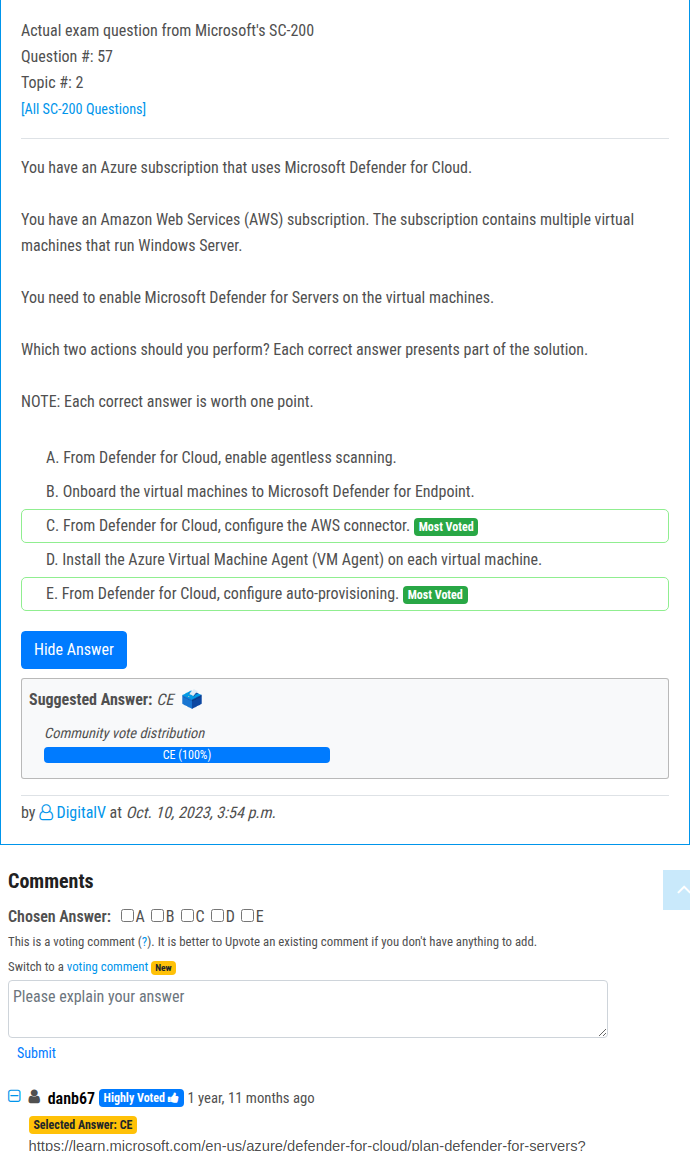 Actual exam question from Microsoft's SC-200
Question #: 57
Topic #: 2
[All SC-200 Questions]
You have an Azure subscription that uses Microsoft Defender for Cloud.
You have an Amazon Web Services (AWS) subscription. The subscription contains multiple virtual
machines that run Windows Server.
You need to enable Microsoft Defender for Servers on the virtual machines.
Which two actions should you perform? Each correct answer presents part of the solution.
NOTE: Each correct answer is worth one point.
A. From Defender for Cloud, enable agentless scanning.
B. Onboard the virtual machines to Microsoft Defender for Endpoint.
C. From Defender for Cloud, configure the AWS connector. Most Voted
D. Install the Azure Virtual Machine Agent (VM Agent) on each virtual machine.
E. From Defender for Cloud, configure auto-provisioning. Most Voted
Hide Answer
Suggested Answer: CE
Community vote distribution
CE (100%)
by DigitalV at Oct. 10, 2023, 3:54 p.m.
Comments
Chosen Answer: A B C D E
This is a voting comment (?). It is better to Upvote an existing comment if you don't have anything to add.
Switch to a voting comment New
Please explain your answer
Submit
danb67 Highly Voted 1 year, 11 months ago
Selected Answer: CE
https://learn.microsoft.com/en-us/azure/defender-for-cloud/plan-defender-for-servers?